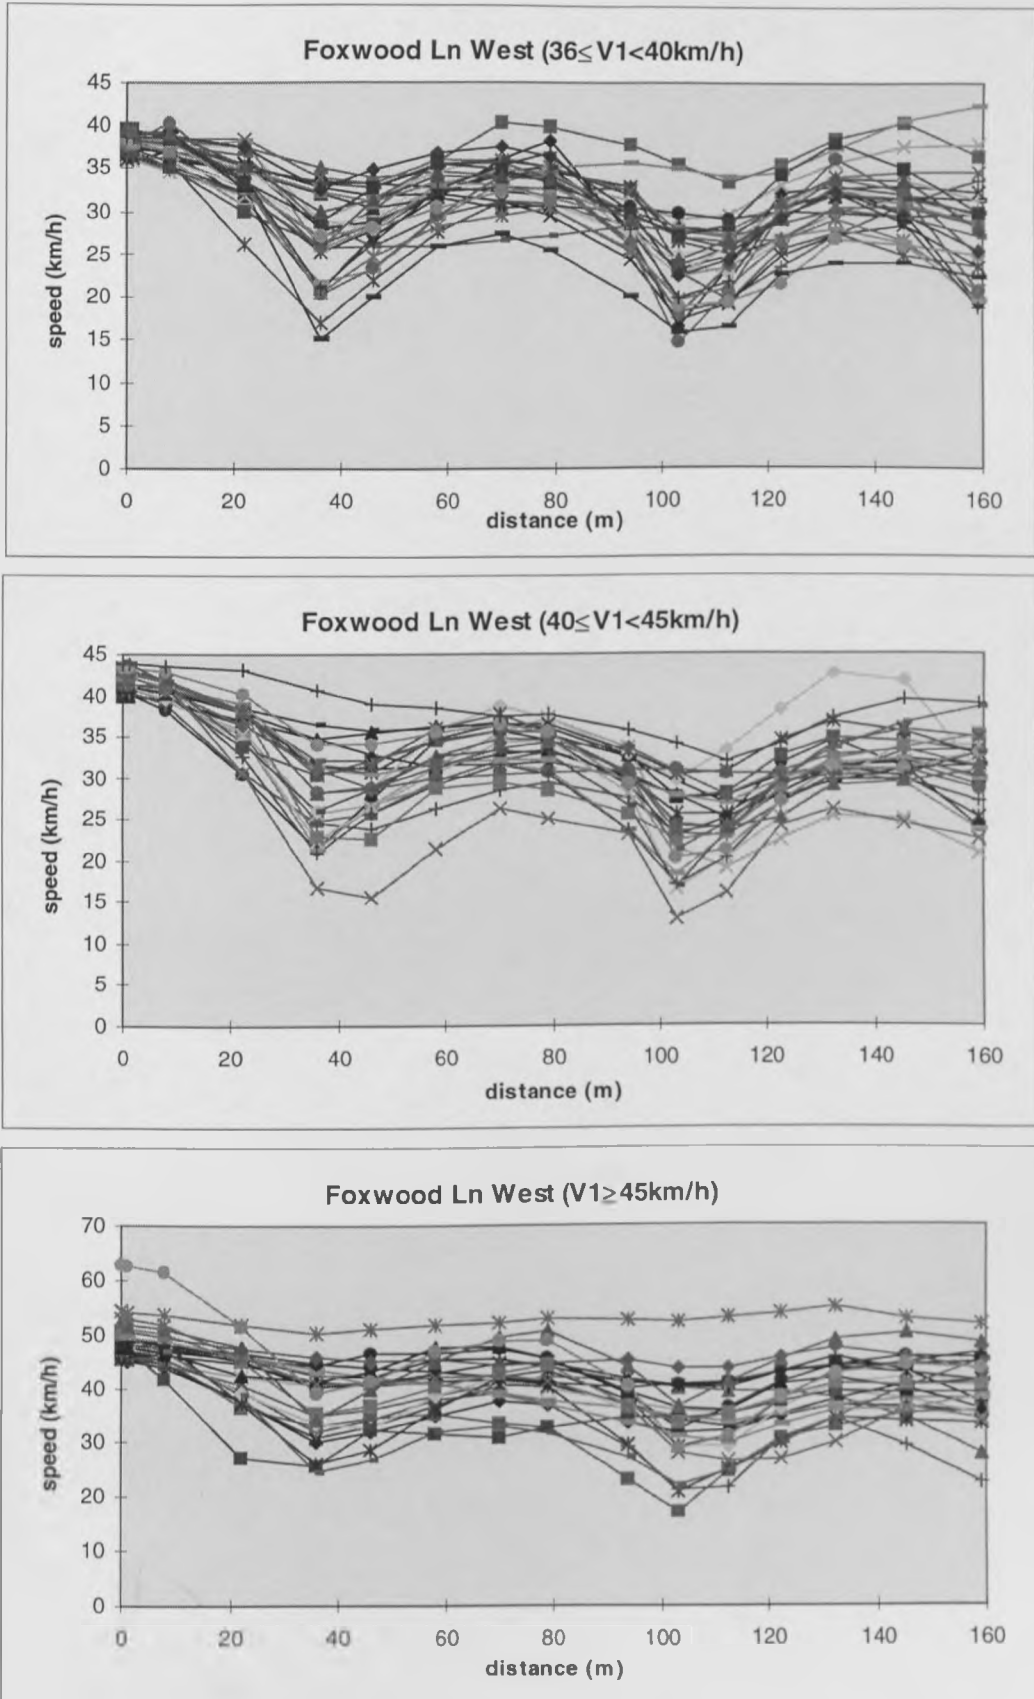 Foxwood Ln West (36≤V1<40km/h)
45
40
35
30
25
20
15
10
5
0
speed (km/h)
0 20 40 60 80 100 120 140 160
distance (m)
Foxwood Ln West (40≤V1<45km/h)
45
40
35
30
25
20
15
10
5
0
speed (km/h)
0 20 40 60 80 100 120 140 160
distance (m)
Foxwood Ln West (V1≥45km/h)
70
60
50
40
30
20
10
0
speed (km/h)
0 20 40 60 80 100 120 140 160
distance (m)